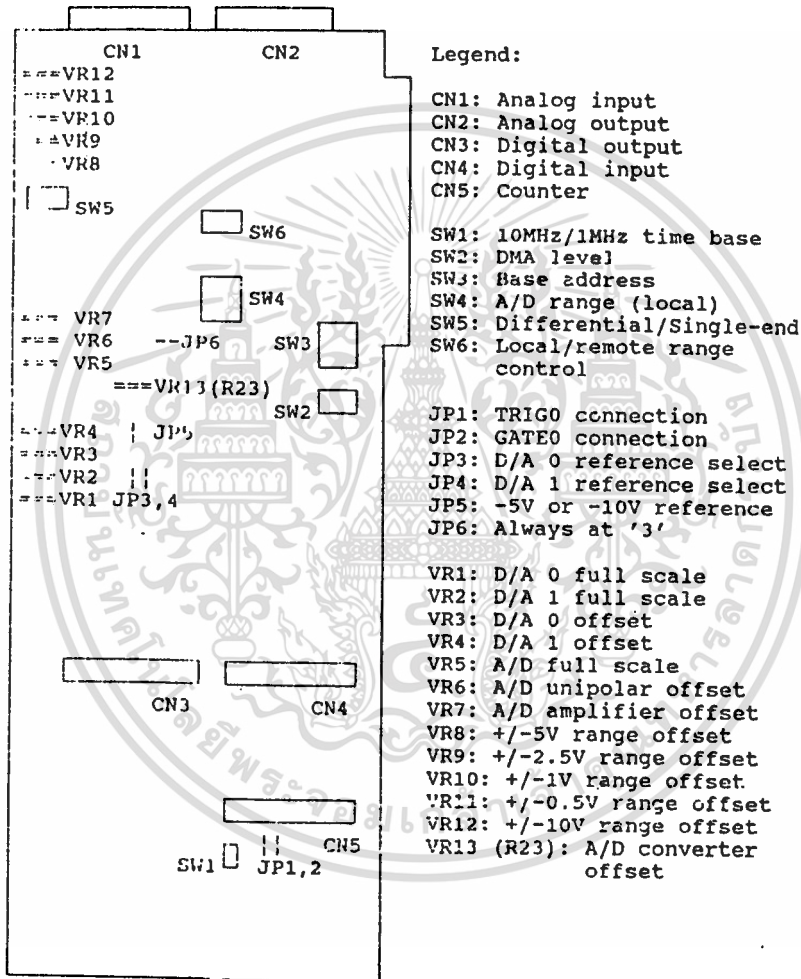 CN1 CN2
VR12
VR11
VR10
VR9
VR8
SW5
SW6
SW4
VR7
VR6 --JP6 SW3
VR5
===VR13(R23)
SW2
VR4 JP5
VR3
VR2
VR1 JP3,4
CN3 CN4
CN5
SW1 JP1,2
Legend:
CN1: Analog input
CN2: Analog output
CN3: Digital output
CN4: Digital input
CN5: Counter
SW1: 10MHz/1MHz time base
SW2: DMA level
SW3: Base address
SW4: A/D range (local)
SW5: Differential/Single-end
SW6: Local/remote range
control
JP1: TRIG0 connection
JP2: GATE0 connection
JP3: D/A 0 reference select
JP4: D/A 1 reference select
JP5: -5V or -10V reference
JP6: Always at '3'
VR1: D/A 0 full scale
VR2: D/A 1 full scale
VR3: D/A 0 offset
VR4: D/A 1 offset
VR5: A/D full scale
VR6: A/D unipolar offset
VR7: A/D amplifier offset
VR8: +/-5V range offset
VR9: +/-2.5V range offset
VR10: +/-1V range offset
VR11: +/-0.5V range offset
VR12: +/-10V range offset
VR13 (R23): A/D converter
offset